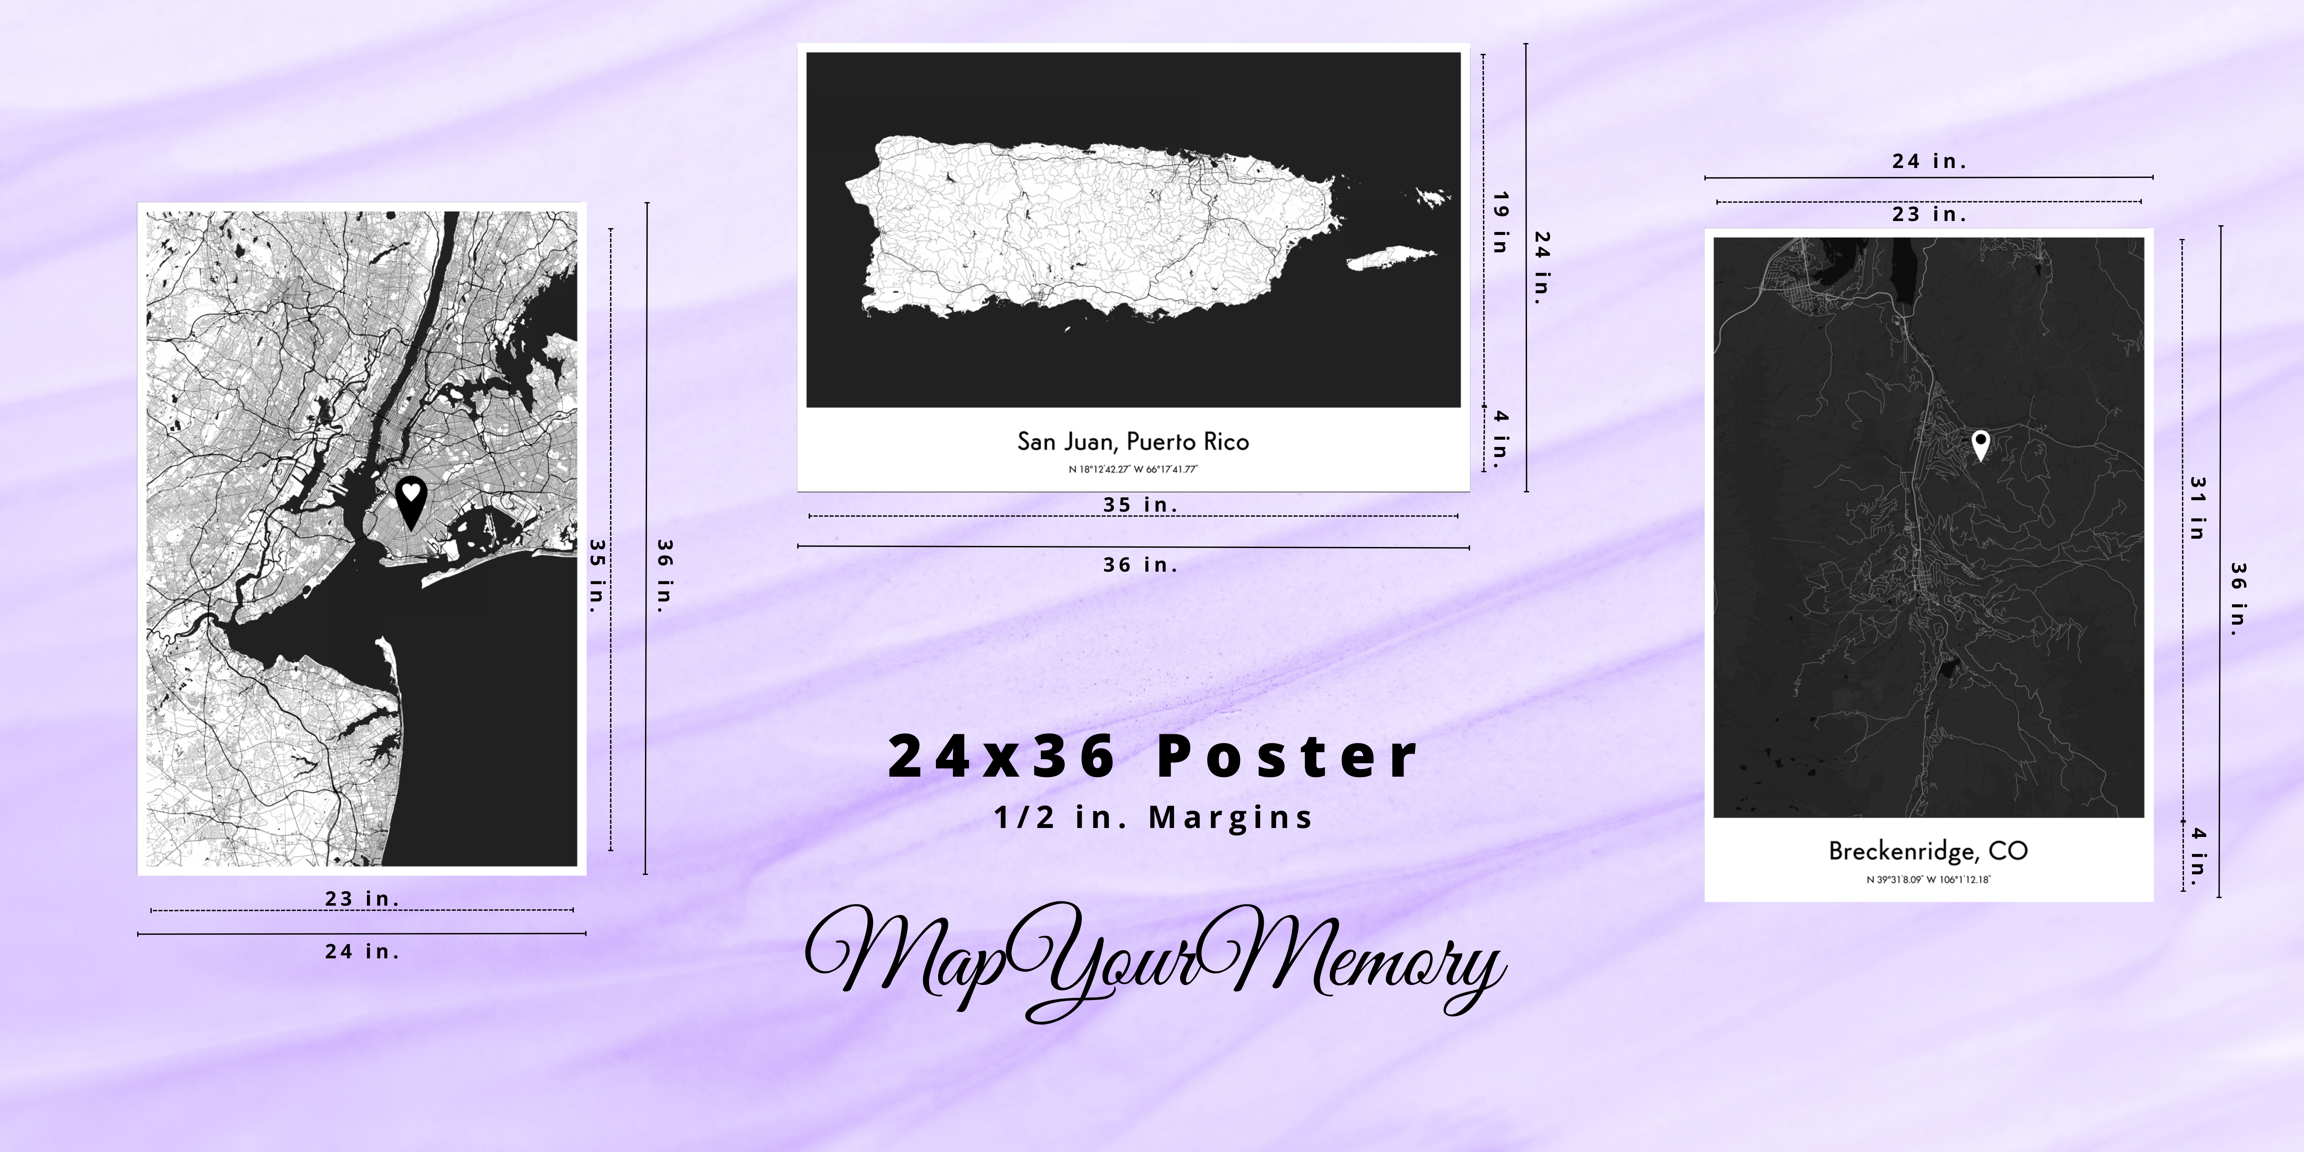 35 in.
36 in.
23 in.
24 in.
19 in
24 in.
4 in.
San Juan, Puerto Rico
N 18°12'42.27" W 66°17'41.77"
35 in.
36 in.
24x36 Poster
1/2 in. Margins
MapYourMemory
24 in.
23 in.
31 in
36 in.
4 in.
Breckenridge, CO
N 39°31'8.09" W 106°1'12.18"